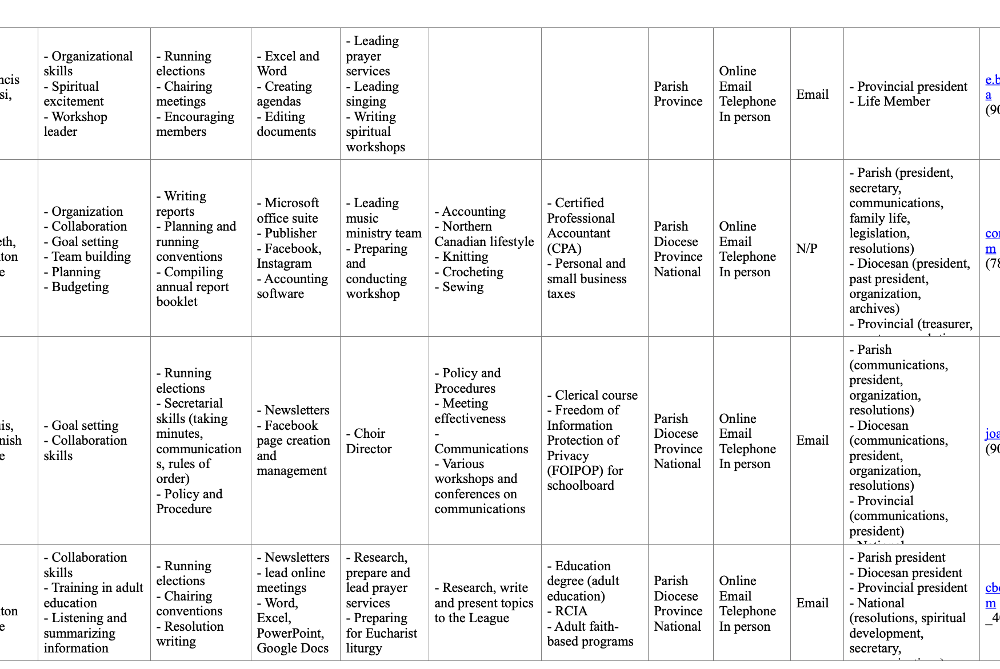 ncis
si,
- Organizational
skills
- Spiritual
excitement
- Workshop
leader
- Running
elections
- Chairing
meetings
- Encouraging
members
- Excel and
Word
- Creating
agendas
- Editing
documents
- Leading
prayer
services
- Leading
singing
- Writing
spiritual
workshops
Parish
Province
Online
Email
Telephone
In person
Email
- Provincial president
- Life Member
e.b
a
(90
eth,
ton
e
- Organization
- Collaboration
- Goal setting
- Team building
- Planning
- Budgeting
- Writing
reports
- Planning and
running
conventions
- Compiling
annual report
booklet
- Microsoft
office suite
- Publisher
- Facebook,
Instagram
- Accounting
software
- Leading
music
ministry team
- Preparing
and
conducting
workshop
- Accounting
- Northern
Canadian lifestyle
- Knitting
- Crocheting
- Sewing
- Certified
Professional
Accountant
(CPA)
- Personal and
small business
taxes
Parish
Diocese
Province
National
Online
Email
Telephone
In person
N/P
- Parish (president,
secretary,
communications,
family life,
legislation,
resolutions)
- Diocesan (president,
past president,
organization,
archives)
- Provincial (treasurer,
con
m
(78
uis,
nish
e
- Goal setting
- Collaboration
skills
- Running
elections
- Secretarial
skills (taking
minutes,
communication
s, rules of
order)
- Policy and
Procedure
- Newsletters
- Facebook
page creation
and
management
- Choir
Director
- Policy and
Procedures
- Meeting
effectiveness
-
Communications
- Various
workshops and
conferences on
communications
- Clerical course
- Freedom of
Information
Protection of
Privacy
(FOIPOP) for
schoolboard
Parish
Diocese
Province
National
Online
Email
Telephone
In person
Email
- Parish
(communications,
president,
organization,
resolutions)
- Diocesan
(communications,
president,
organization,
resolutions)
- Provincial
(communications,
president)
- National
joa
(90
ton
e
- Collaboration
skills
- Training in adult
education
- Listening and
summarizing
information
- Running
elections
- Chairing
conventions
- Resolution
writing
- Newsletters
- lead online
meetings
- Word,
Excel,
PowerPoint,
Google Docs
- Research,
prepare and
lead prayer
services
- Preparing
for Eucharist
liturgy
- Research, write
and present topics
to the League
- Education
degree (adult
education)
- RCIA
- Adult faith-
based programs
Parish
Diocese
Province
National
Online
Email
Telephone
In person
Email
- Parish president
- Diocesan president
- Provincial president
- National
(resolutions, spiritual
development,
secretary,
cbe
m
_40